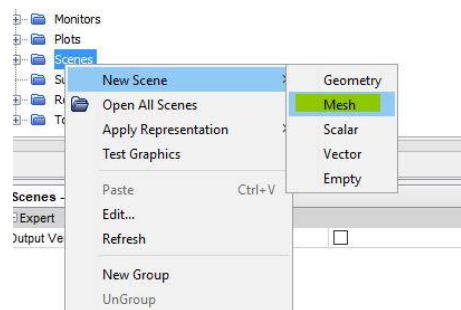 Monitors
Plots
Scenes
New Scene
Geometry
Open All Scenes
Mesh
Apply Representation
Scalar
Test Graphics
Vector
Empty
Paste Ctrl+V
Scenes -
Edit...
Expert
Refresh
Output Ve
New Group
UnGroup